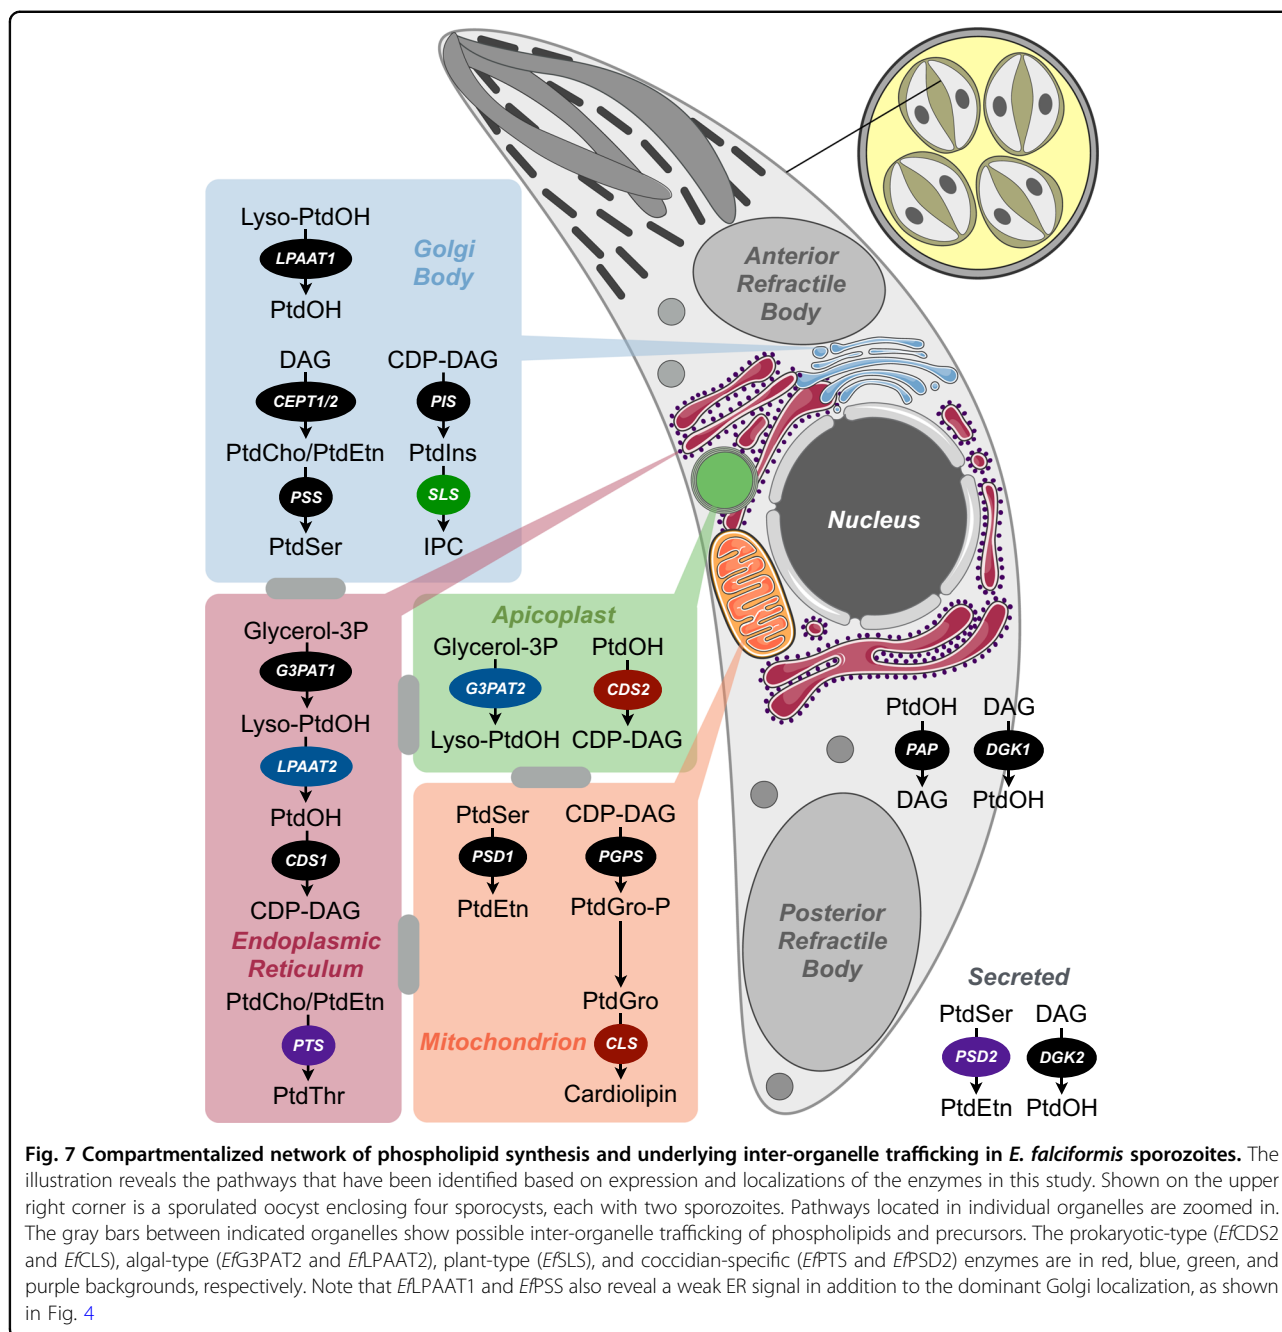 Lyso-PtdOH
LPAAT1
PtdOH
Golgi
Body
DAG
CEPT1/2
PtdCho/PtdEtn
PSS
PtdSer
CDP-DAG
PIS
PtdIns
SLS
IPC
Anterior
Refractile
Body
Nucleus
Glycerol-3P
G3PAT1
Lyso-PtdOH
LPAAT2
PtdOH
CDS1
CDP-DAG
Endoplasmic
Reticulum
PtdCho/PtdEtn
PTS
PtdThr
Apicoplast
Glycerol-3P
G3PAT2
Lyso-PtdOH
PtdOH
CDS2
CDP-DAG
PtdSer
PSD1
PtdEtn
CDP-DAG
PGPS
PtdGro-P
PtdGro
CLS
Cardiolipin
Mitochondrion
PtdOH
PAP
DAG
DAG
DGK1
PtdOH
Posterior
Refractile
Body
Secreted
PtdSer
PSD2
PtdEtn
DAG
DGK2
PtdOH
Fig. 7 Compartmentalized network of phospholipid synthesis and underlying inter-organelle trafficking in E. falciformis sporozoites. The
illustration reveals the pathways that have been identified based on expression and localizations of the enzymes in this study. Shown on the upper
right corner is a sporulated oocyst enclosing four sporocysts, each with two sporozoites. Pathways located in individual organelles are zoomed in.
The gray bars between indicated organelles show possible inter-organelle trafficking of phospholipids and precursors. The prokaryotic-type (EfCDS2
and EfCLS), algal-type (EfG3PAT2 and EfLPAAT2), plant-type (EfSLS), and coccidian-specific (EfPTS and EfPSD2) enzymes are in red, blue, green, and
purple backgrounds, respectively. Note that EfLPAAT1 and EfPSS also reveal a weak ER signal in addition to the dominant Golgi localization, as shown
in Fig. 4